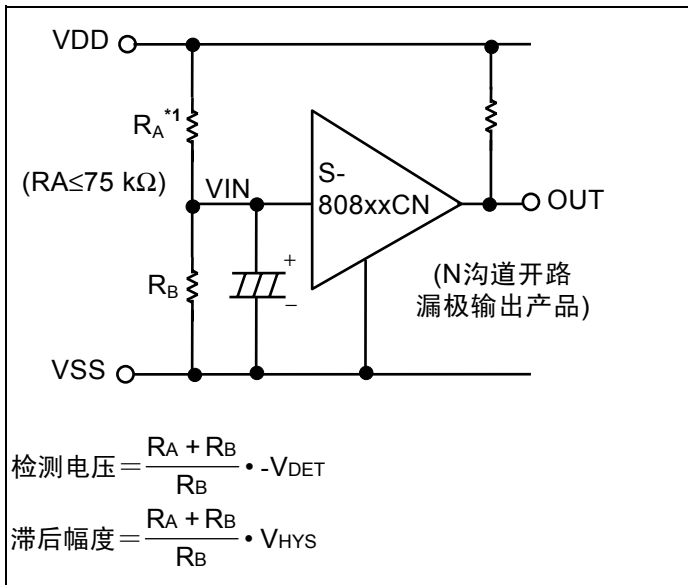 VDD
RA*1
(RA≤75 kΩ)
VIN
S-
808xxCN
OUT
+
−
RB
(N沟道开路
漏极输出产品)
VSS
检测电压＝(RA + RB)/RB • -VDET
滞后幅度＝(RA + RB)/RB • VHYS